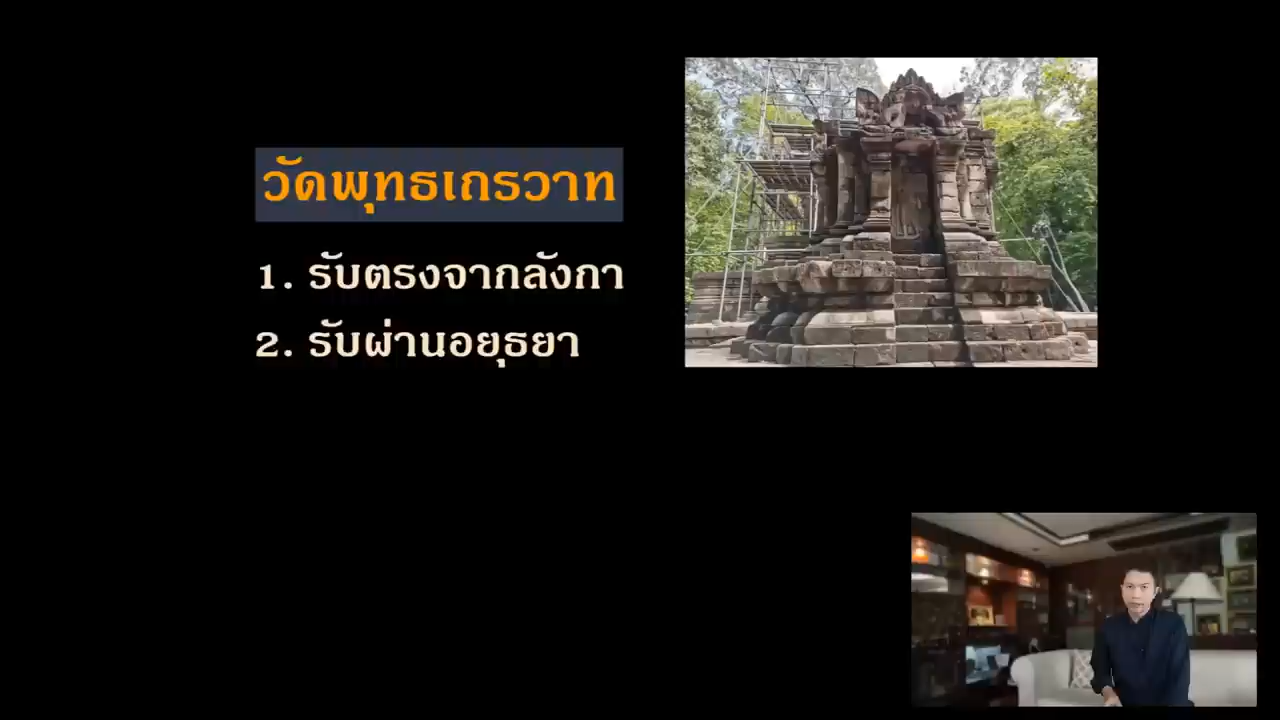 วัดพุทธเถรวาท
1. รับตรงจากลังกา
2. รับผ่านอยุธยา